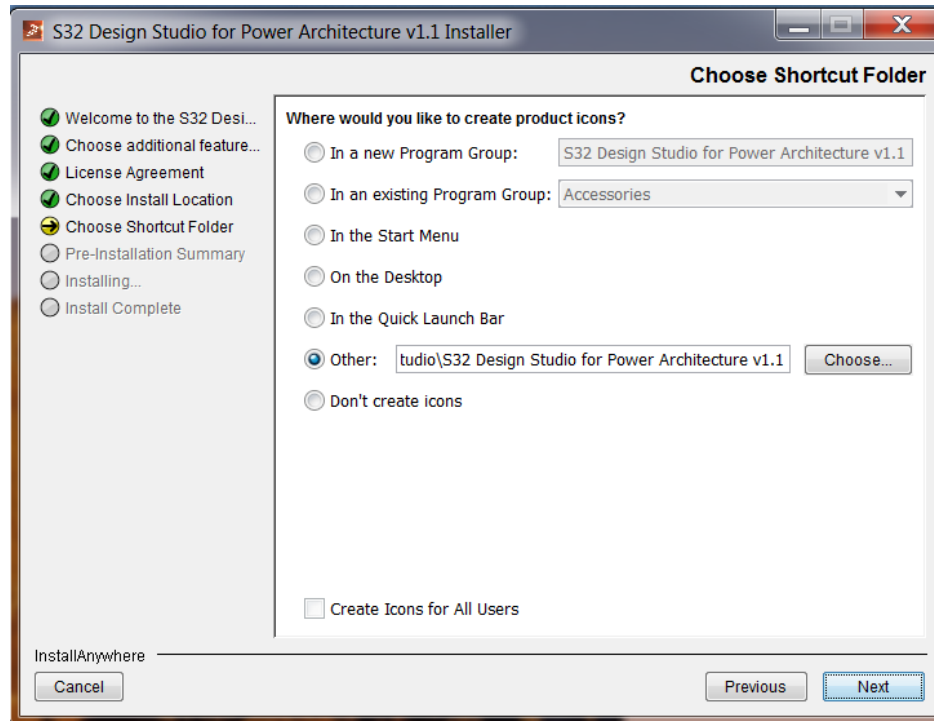 S32 Design Studio for Power Architecture v1.1 Installer
Choose Shortcut Folder
Welcome to the S32 Desi...
Choose additional feature...
License Agreement
Choose Install Location
Choose Shortcut Folder
Pre-Installation Summary
Installing...
Install Complete
Where would you like to create product icons?
In a new Program Group: S32 Design Studio for Power Architecture v1.1
In an existing Program Group: Accessories
In the Start Menu
On the Desktop
In the Quick Launch Bar
Other: tudio\S32 Design Studio for Power Architecture v1.1 Choose...
Don't create icons
Create Icons for All Users
InstallAnywhere
Cancel Previous Next